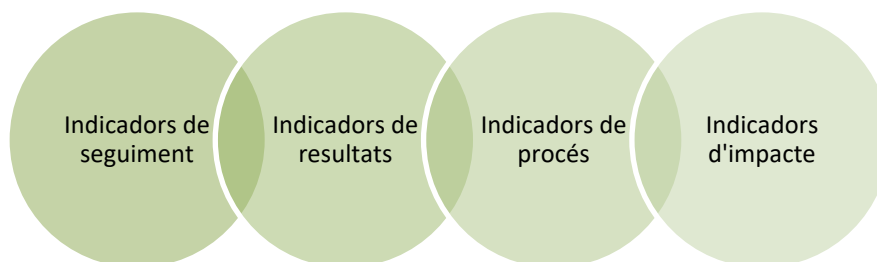 Indicadors de
seguiment
Indicadors de
resultats
Indicadors de
procés
Indicadors
d'impacte